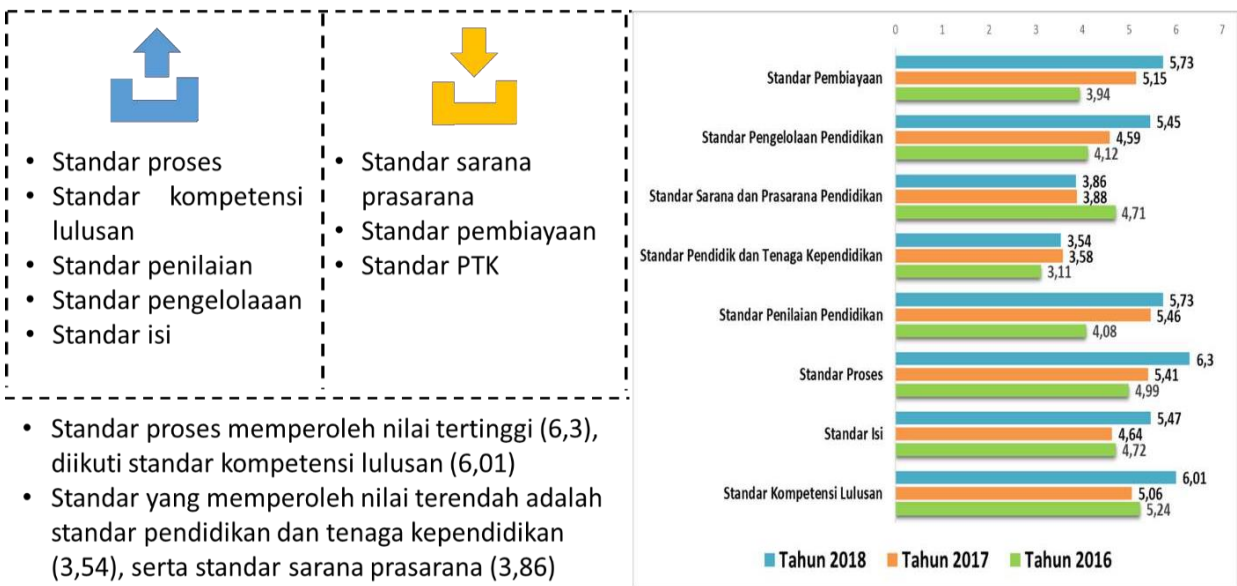 • Standar proses
• Standar kompetensi
lulusan
• Standar penilaian
• Standar pengelolaaan
• Standar isi
• Standar sarana
prasarana
• Standar pembiayaan
• Standar PTK
• Standar proses memperoleh nilai tertinggi (6,3),
diikuti standar kompetensi lulusan (6,01)
• Standar yang memperoleh nilai terendah adalah
standar pendidikan dan tenaga kependidikan
(3,54), serta standar sarana prasarana (3,86)
0 1 2 3 4 5 6 7
Standar Pembiayaan
5,73
5,15
3,94
Standar Pengelolaan Pendidikan
5,45
4,59
4,12
Standar Sarana dan Prasarana Pendidikan
3,86
3,88
4,71
Standar Pendidik dan Tenaga Kependidikan
3,54
3,58
3,11
Standar Penilaian Pendidikan
5,73
5,46
4,08
Standar Proses
6,3
5,41
4,99
Standar Isi
5,47
4,64
4,72
Standar Kompetensi Lulusan
6,01
5,06
5,24
Tahun 2018 Tahun 2017 Tahun 2016